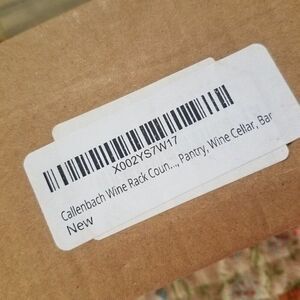 X002YS7W17
Callenbach Wine Rack Coun..., Pantry, Wine Cellar, Bar
New